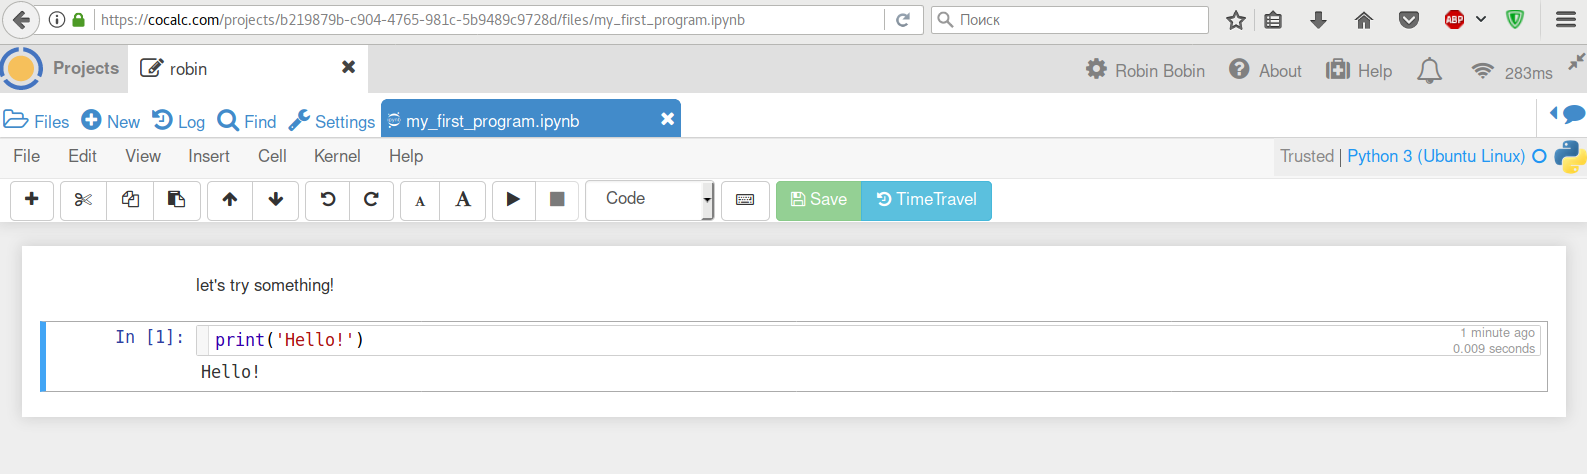 https://cocalc.com/projects/b219879b-c904-4765-981c-5b9489c9728d/files/my_first_program.ipynb
Поиск
ABP
Projects
robin
Robin Bobin
About
Help
283ms
Files
New
Log
Find
Settings
my_first_program.ipynb
File Edit View Insert Cell Kernel Help
Trusted | Python 3 (Ubuntu Linux)
A A
Code
Save
TimeTravel
let's try something!
In [1]: print('Hello!')
1 minute ago
0.009 seconds
Hello!